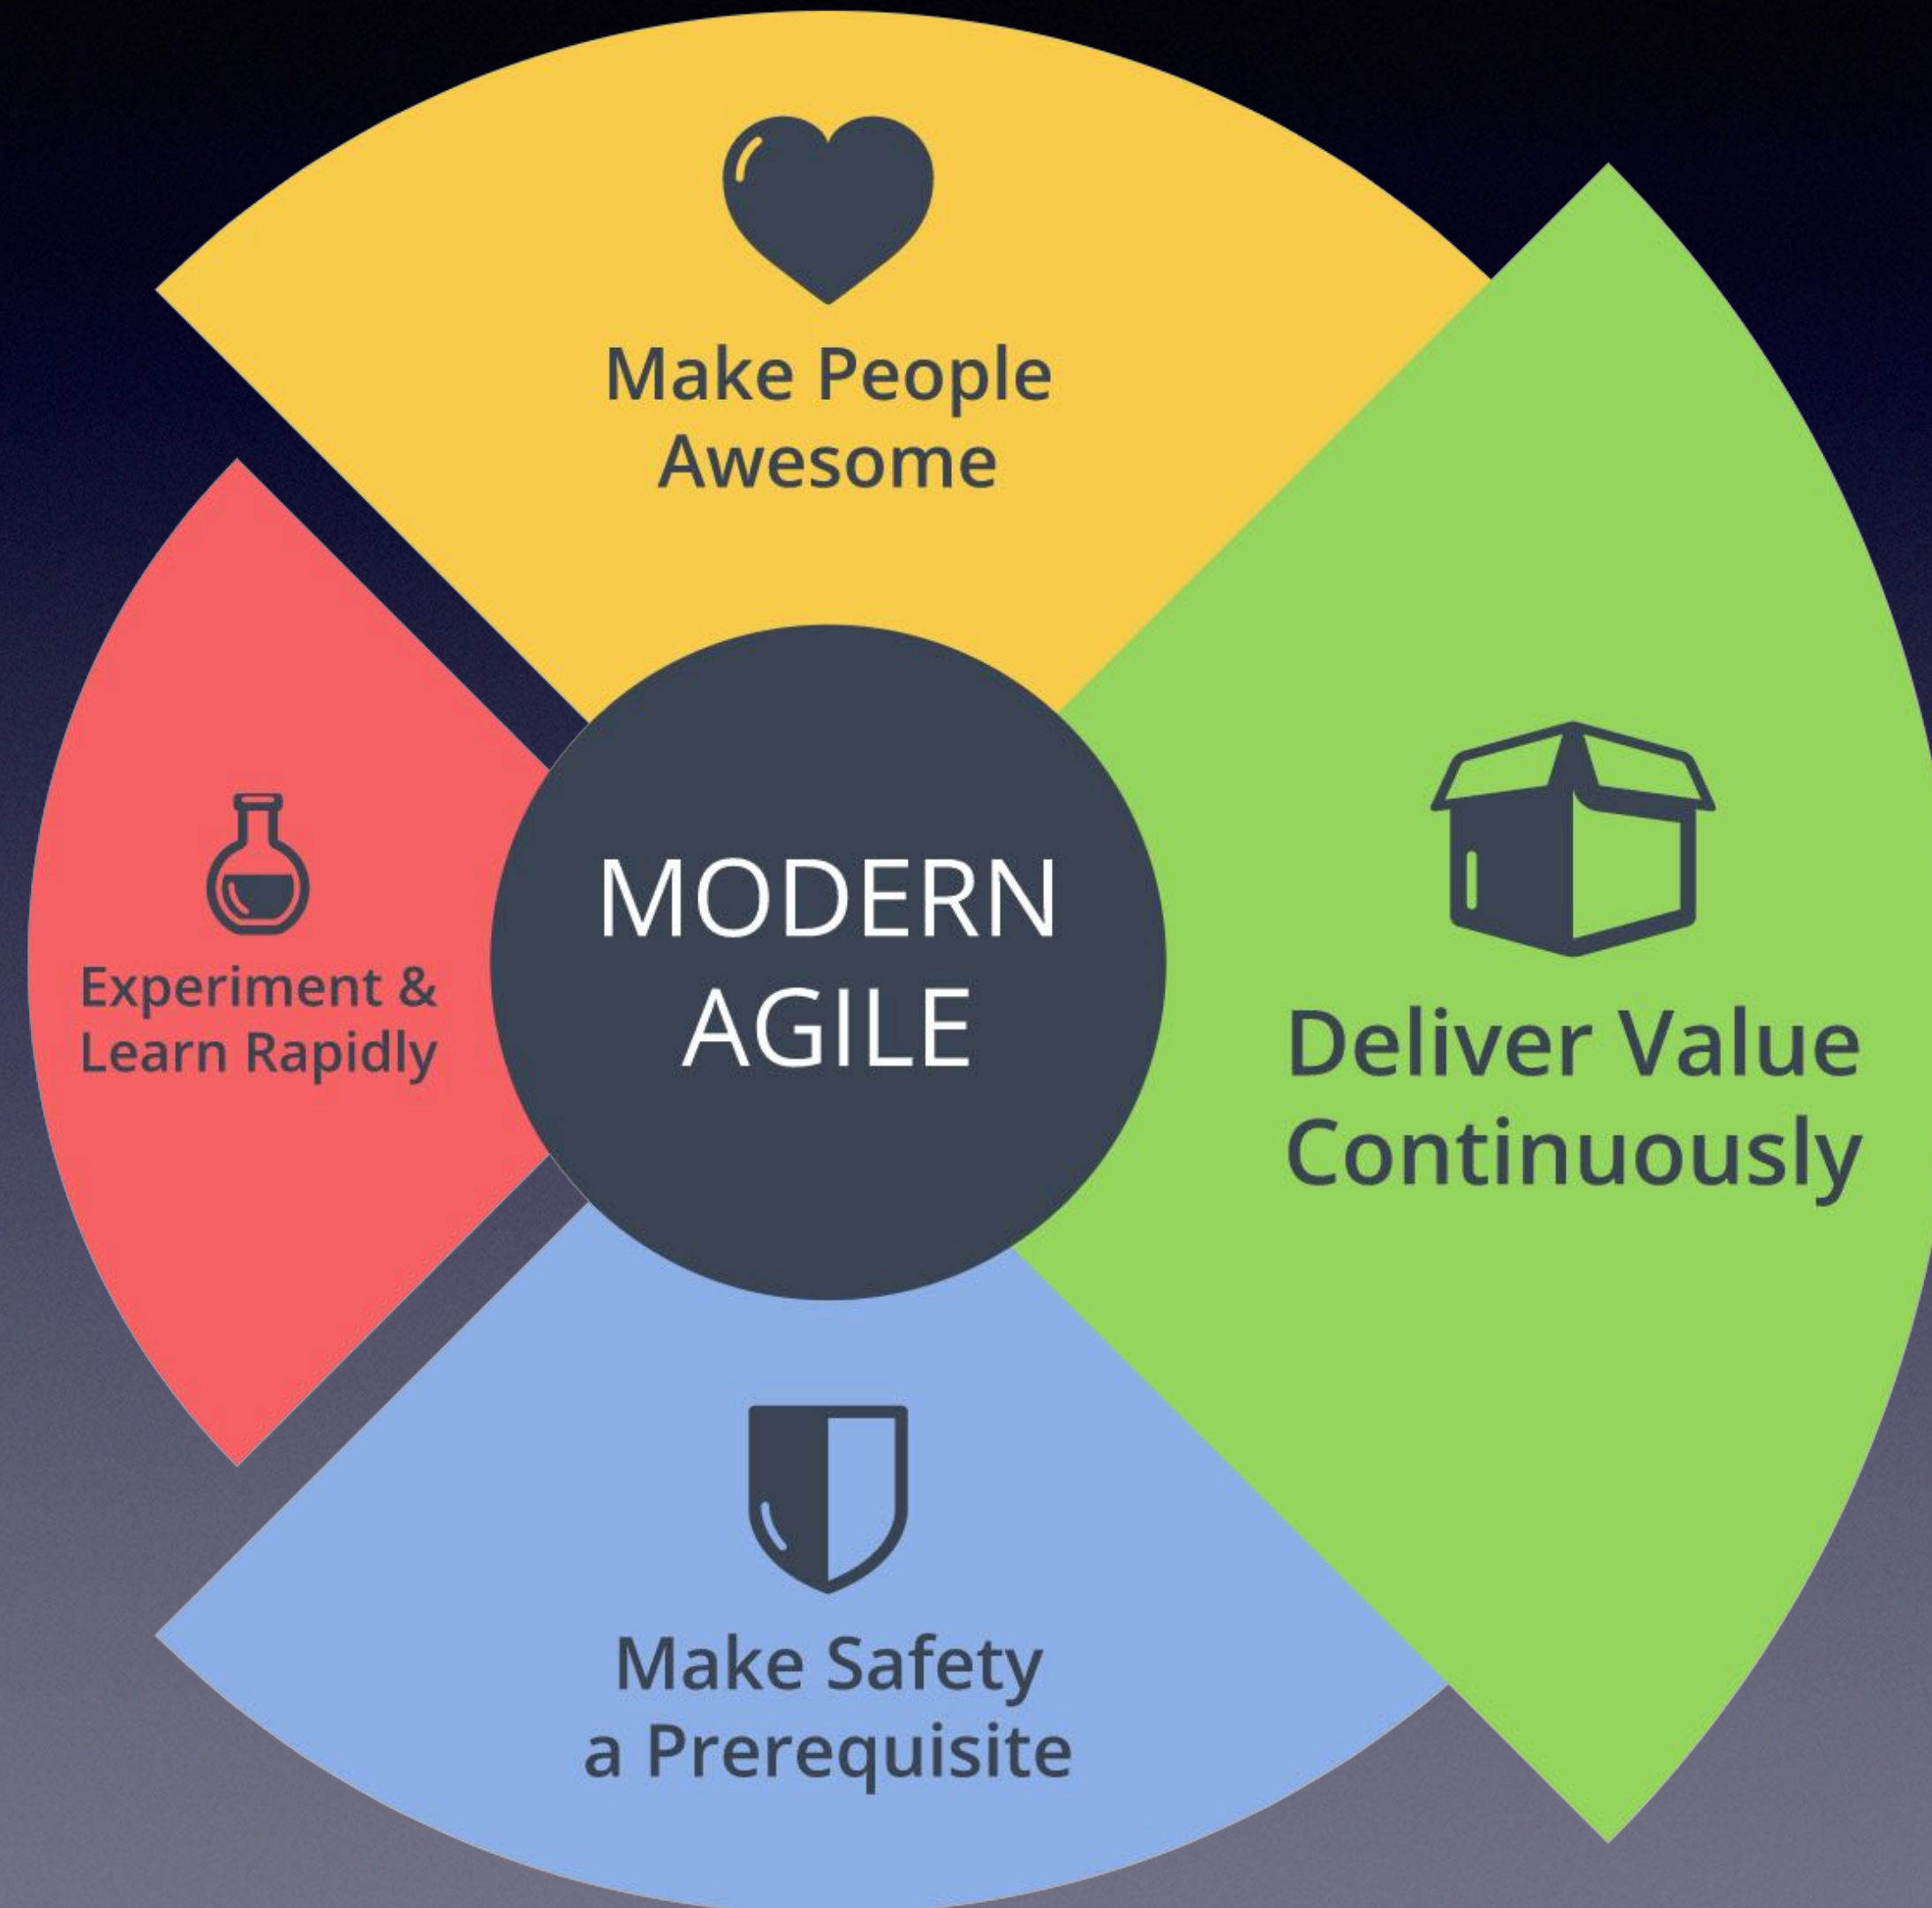 Make People
Awesome
Experiment &
Learn Rapidly
MODERN
AGILE
Deliver Value
Continuously
Make Safety
a Prerequisite